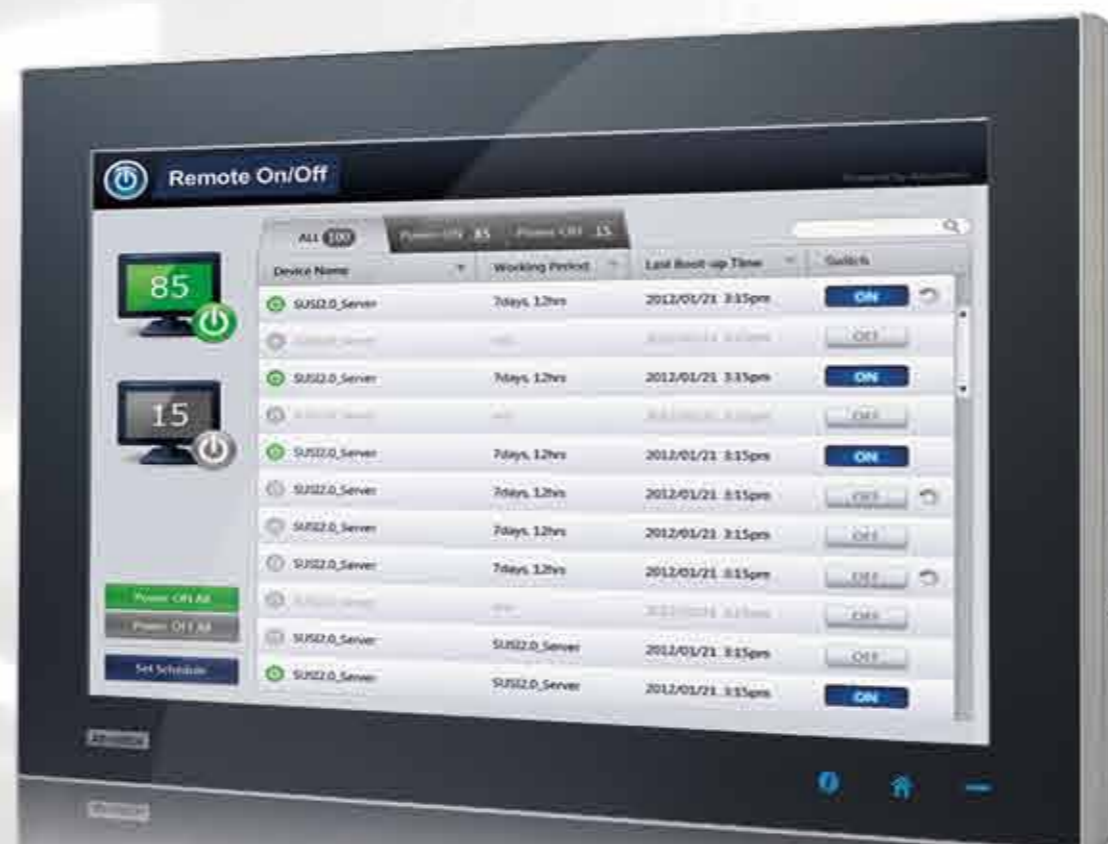 Remote On/Off
ALL 100 Power ON 85 Power Off 15
85
15
Device Name Working Period Last Boot-up Time Switch
SUSI2.0_Server 7days, 12hrs 2012/01/21 3:15pm ON
OFF
SUSI2.0_Server 7days, 12hrs 2012/01/21 3:15pm ON
OFF
SUSI2.0_Server 7days, 12hrs 2012/01/21 3:15pm ON
SUSI2.0_Server 7days, 12hrs 2012/01/21 3:15pm OFF
SUSI2.0_Server 7days, 12hrs 2012/01/21 3:15pm OFF
SUSI2.0_Server 7days, 12hrs 2012/01/21 3:15pm OFF
OFF
SUSI2.0_Server SUSI2.0_Server 2012/01/21 3:15pm OFF
SUSI2.0_Server SUSI2.0_Server 2012/01/21 3:15pm ON
Power ON All
Power Off All
Set Schedule